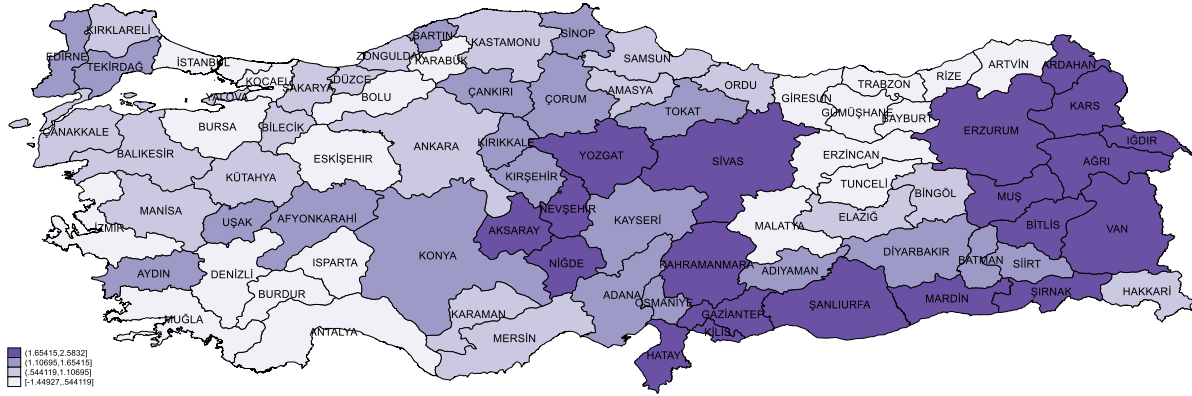 KIRKLARELİ
EDİRNE
TEKİRDAĞ
İSTANBUL
KOCAELİ
YALOVA
SAKARYA
DÜZCE
ZONGULDAK
BARTIN
KARABÜK
KASTAMONU
SİNOP
SAMSUN
ORDU
GİRESUN
TRABZON
RİZE
ARTVİN
ARDAHAN
KARS
ÇANAKKALE
BALIKESİR
BURSA
BİLECİK
BOLU
ESKİŞEHİR
KÜTAHYA
ANKARA
ÇANKIRI
KIRIKKALE
ÇORUM
AMASYA
TOKAT
YOZGAT
SİVAS
GÜMÜŞHANE
BAYBURT
ERZİNCAN
ERZURUM
IĞDIR
AĞRI
MANİSA
İZMİR
UŞAK
AFYONKARAHİ
KIRŞEHİR
NEVŞEHİR
AKSARAY
KAYSERİ
MALATYA
TUNCELİ
ELAZIĞ
BİNGÖL
MUŞ
BİTLİS
VAN
AYDIN
DENİZLİ
ISPARTA
BURDUR
MUĞLA
ANTALYA
KONYA
NİĞDE
KARAMAN
MERSİN
ADANA
OSMANİYE
KAHRAMANMARA
ADIYAMAN
DİYARBAKIR
BATMAN
SİİRT
ŞIRNAK
HAKKARİ
MARDİN
ŞANLIURFA
GAZİANTEP
KİLİS
HATAY
(1.65415,2.5832]
(1.10695,1.65415]
(.544119,1.10695]
[-1.44927,.544119]